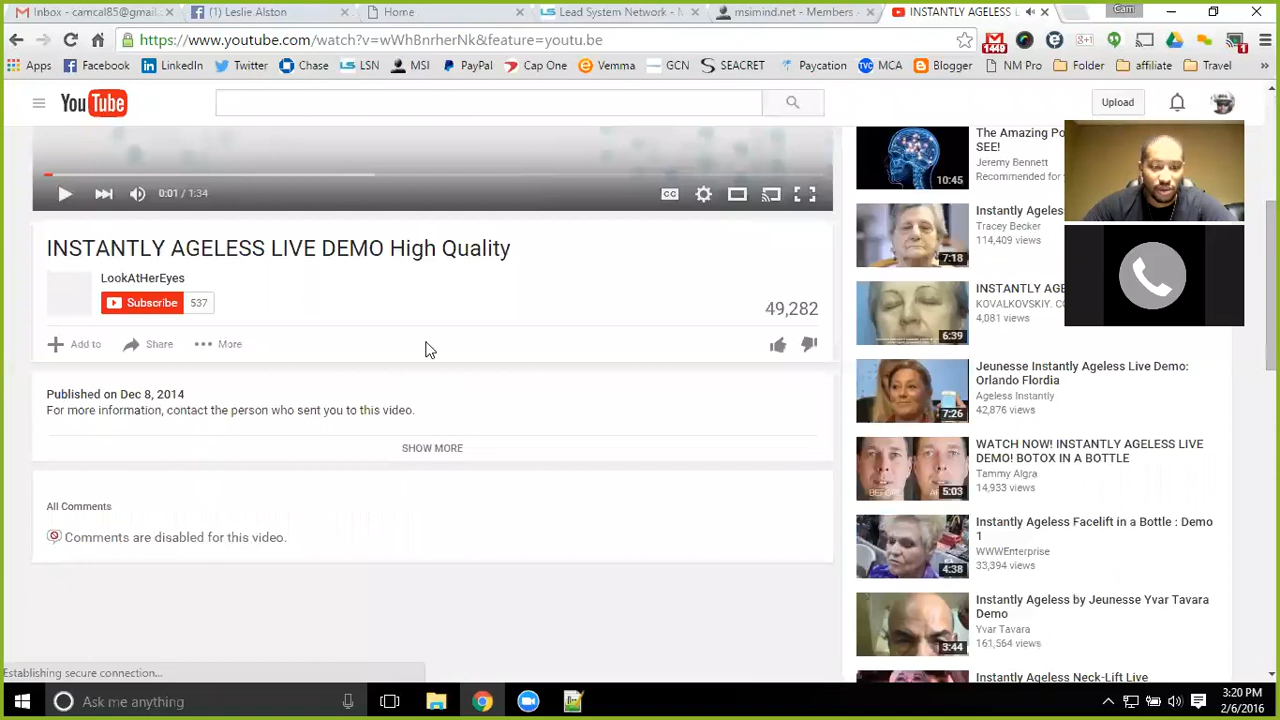 Inbox - camcal85@gmail
(1) Leslie Alston
Home
Lead System Network -
msimind.net - Members -
INSTANTLY AGELESS L
Cam
https://www.youtube.com/watch?v=wWhBnrherNk&feature=youtu.be
1449
g+1
1
Apps
Facebook
LinkedIn
Twitter
Chase
LSN
MSI
PayPal
Cap One
Vemma
GCN
SEACRET
Paycation
TVC MCA
Blogger
NM Pro
Folder
affiliate
Travel
YouTube
Upload
0:01 / 1:34
CC
INSTANTLY AGELESS LIVE DEMO High Quality
LookAtHerEyes
Subscribe 537
49,282
Add to
Share
More
Published on Dec 8, 2014
For more information, contact the person who sent you to this video.
SHOW MORE
All Comments
Comments are disabled for this video.
The Amazing Po
SEE!
Jeremy Bennett
Recommended for
10:45
Instantly Ageles
Tracey Becker
114,409 views
7:18
INSTANTLY AGE
KOVALKOVSKIY. CO
4,081 views
6:39
Jeunesse Instantly Ageless Live Demo:
Orlando Flordia
Ageless Instantly
42,876 views
7:26
WATCH NOW! INSTANTLY AGELESS LIVE
DEMO! BOTOX IN A BOTTLE
Tammy Algra
14,933 views
BEFORE
5:03
Instantly Ageless Facelift in a Bottle : Demo
1
WWWEnterprise
33,394 views
4:38
Instantly Ageless by Jeunesse Yvar Tavara
Demo
Yvar Tavara
161,564 views
3:44
Instantly Ageless Neck-Lift Live
Establishing secure connection...
Ask me anything
3:20 PM
2/6/2016